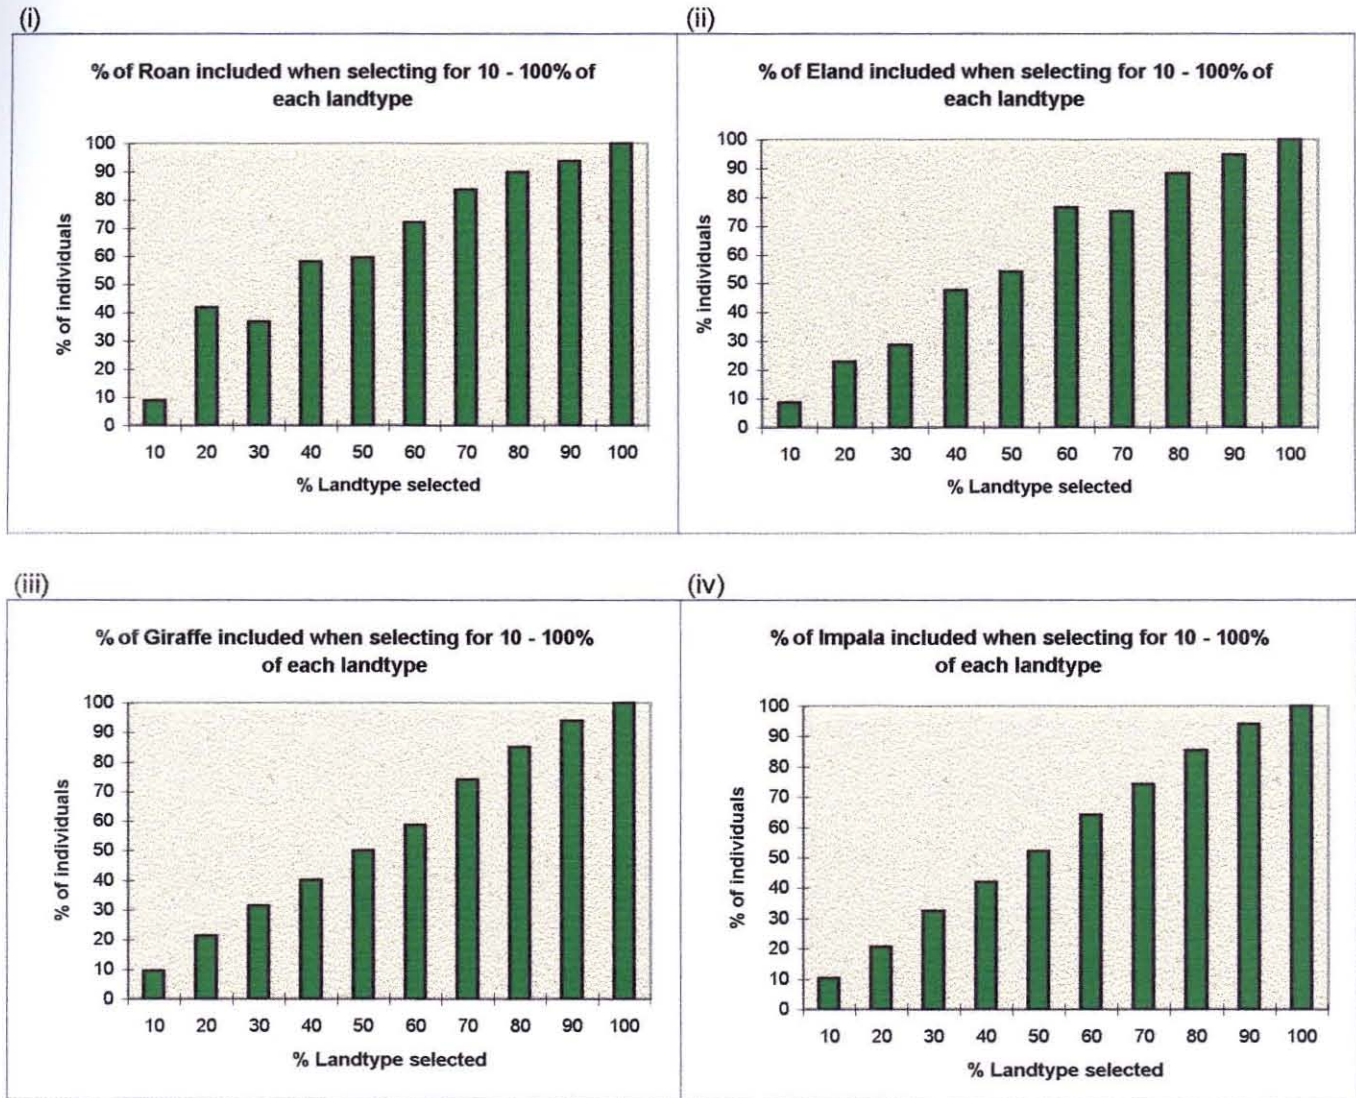 (i)
% of Roan included when selecting for 10 - 100% of
each landtype
100
90
80
70
60
50
40
30
20
10
0
% of individuals
10 20 30 40 50 60 70 80 90 100
% Landtype selected
(ii)
% of Eland included when selecting for 10 - 100% of
each landtype
100
90
80
70
60
50
40
30
20
10
0
% individuals
10 20 30 40 50 60 70 80 90 100
% Landtype selected
(iii)
% of Giraffe included when selecting for 10 - 100%
of each landtype
100
90
80
70
60
50
40
30
20
10
0
% of individuals
10 20 30 40 50 60 70 80 90 100
% Landtype selected
(iv)
% of Impala included when selecting for 10 - 100%
of each landtype
100
90
80
70
60
50
40
30
20
10
0
% of individuals
10 20 30 40 50 60 70 80 90 100
% Landtype selected